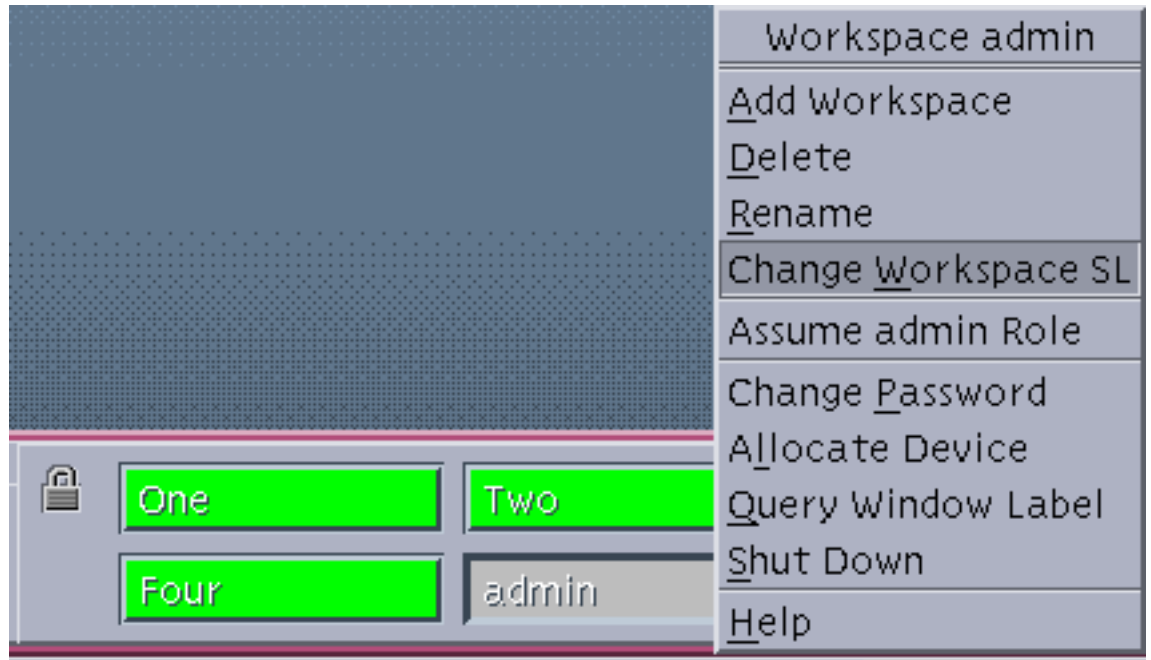 Workspace admin
Add Workspace
Delete
Rename
Change Workspace SL
Assume admin Role
Change Password
Allocate Device
Query Window Label
Shut Down
Help
One
Two
Four
admin